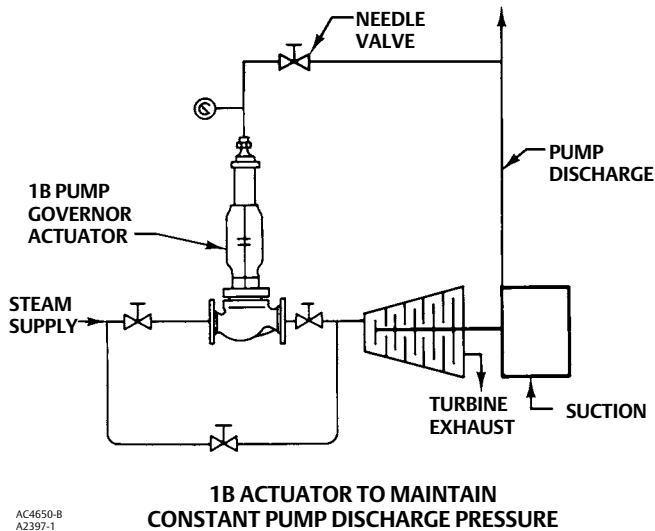 NEEDLE
VALVE
PUMP
DISCHARGE
1B PUMP
GOVERNOR
ACTUATOR
STEAM
SUPPLY
TURBINE
EXHAUST
SUCTION
1B ACTUATOR TO MAINTAIN
CONSTANT PUMP DISCHARGE PRESSURE
AC4650-B
A2397-1